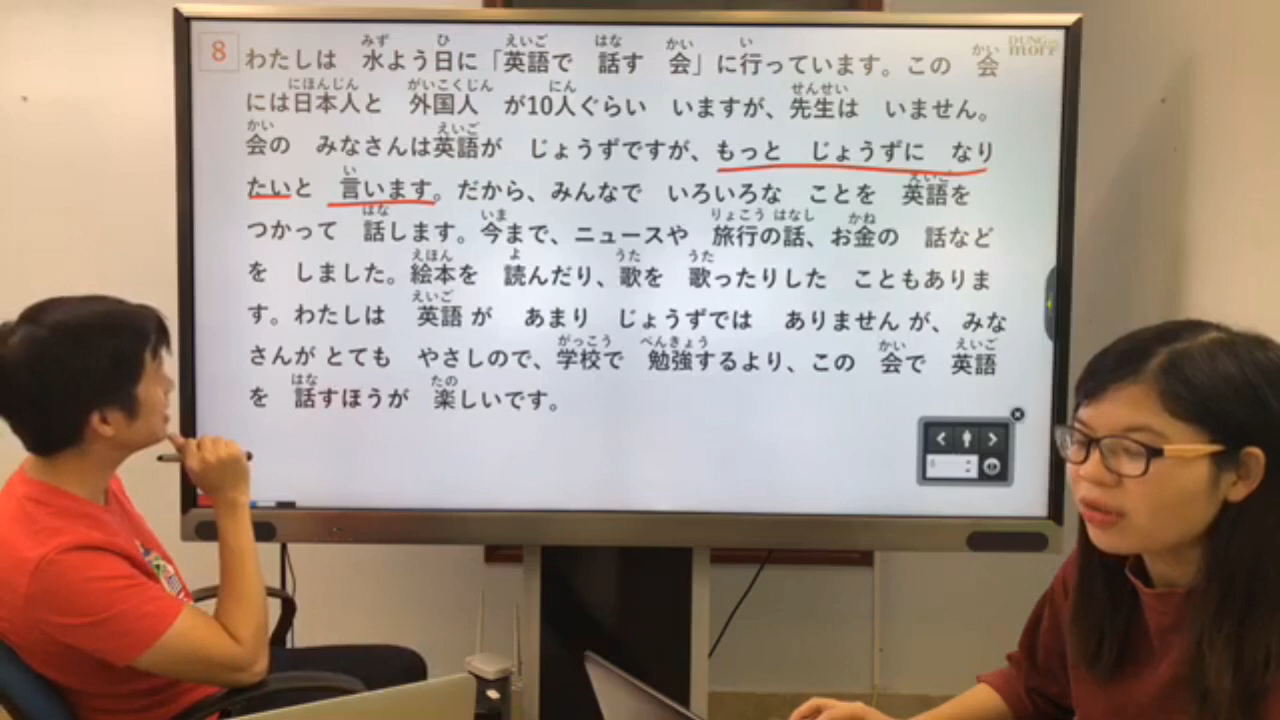 8
わたしは 水よう日に「英語で 話す 会」に行っています。この 会
には日本人と 外国人 が10人ぐらい いますが、先生は いません。
会の みなさんは英語が じょうずですが、もっと じょうずに なり
たいと 言います。だから、みんなで いろいろな ことを 英語を
つかって 話します。今まで、ニュースや 旅行の話、お金の 話など
を しました。絵本を 読んだり、歌を 歌ったりした こともありま
す。わたしは 英語 が あまり じょうずでは ありません が、 みな
さんが とても やさしので、学校で 勉強するより、この 会で 英語
を 話すほうが 楽しいです。
DUNG
more